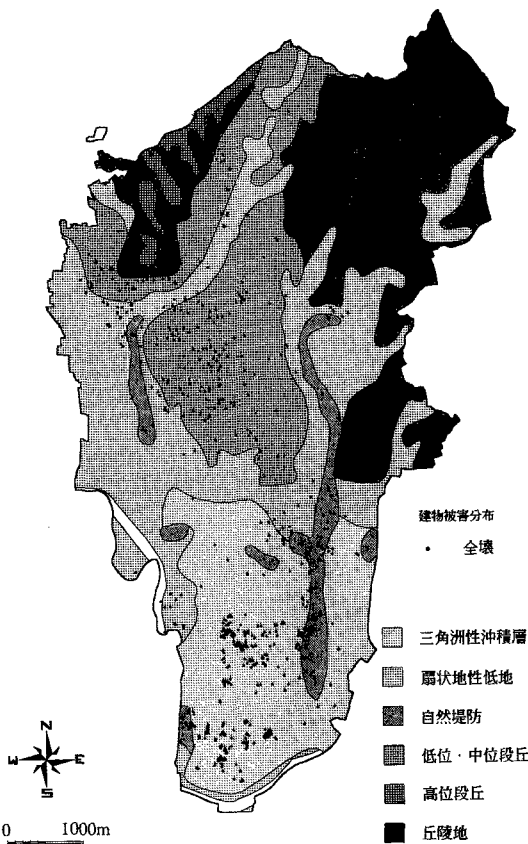 建物被害分布
・ 全壊
三角洲性沖積層
扇状地性低地
自然堤防
低位・中位段丘
高位段丘
丘陵地
N
W E
S
0 1000m